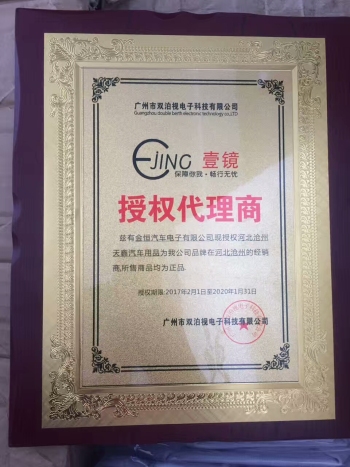 广州市双泊视电子科技有限公司
Guangzhou double berth electronic technology co.,LTD
EJING 壹镜
保障你我·畅行无忧
授权代理商
兹有金恒汽车电子有限公司现授权河北沧州
天鑫汽车用品为我公司品牌在河北沧州的经销
商,所售商品均为正品
授权期限:2017年2月1日至2020年1月31日
广州市双泊视电子科技有限公司